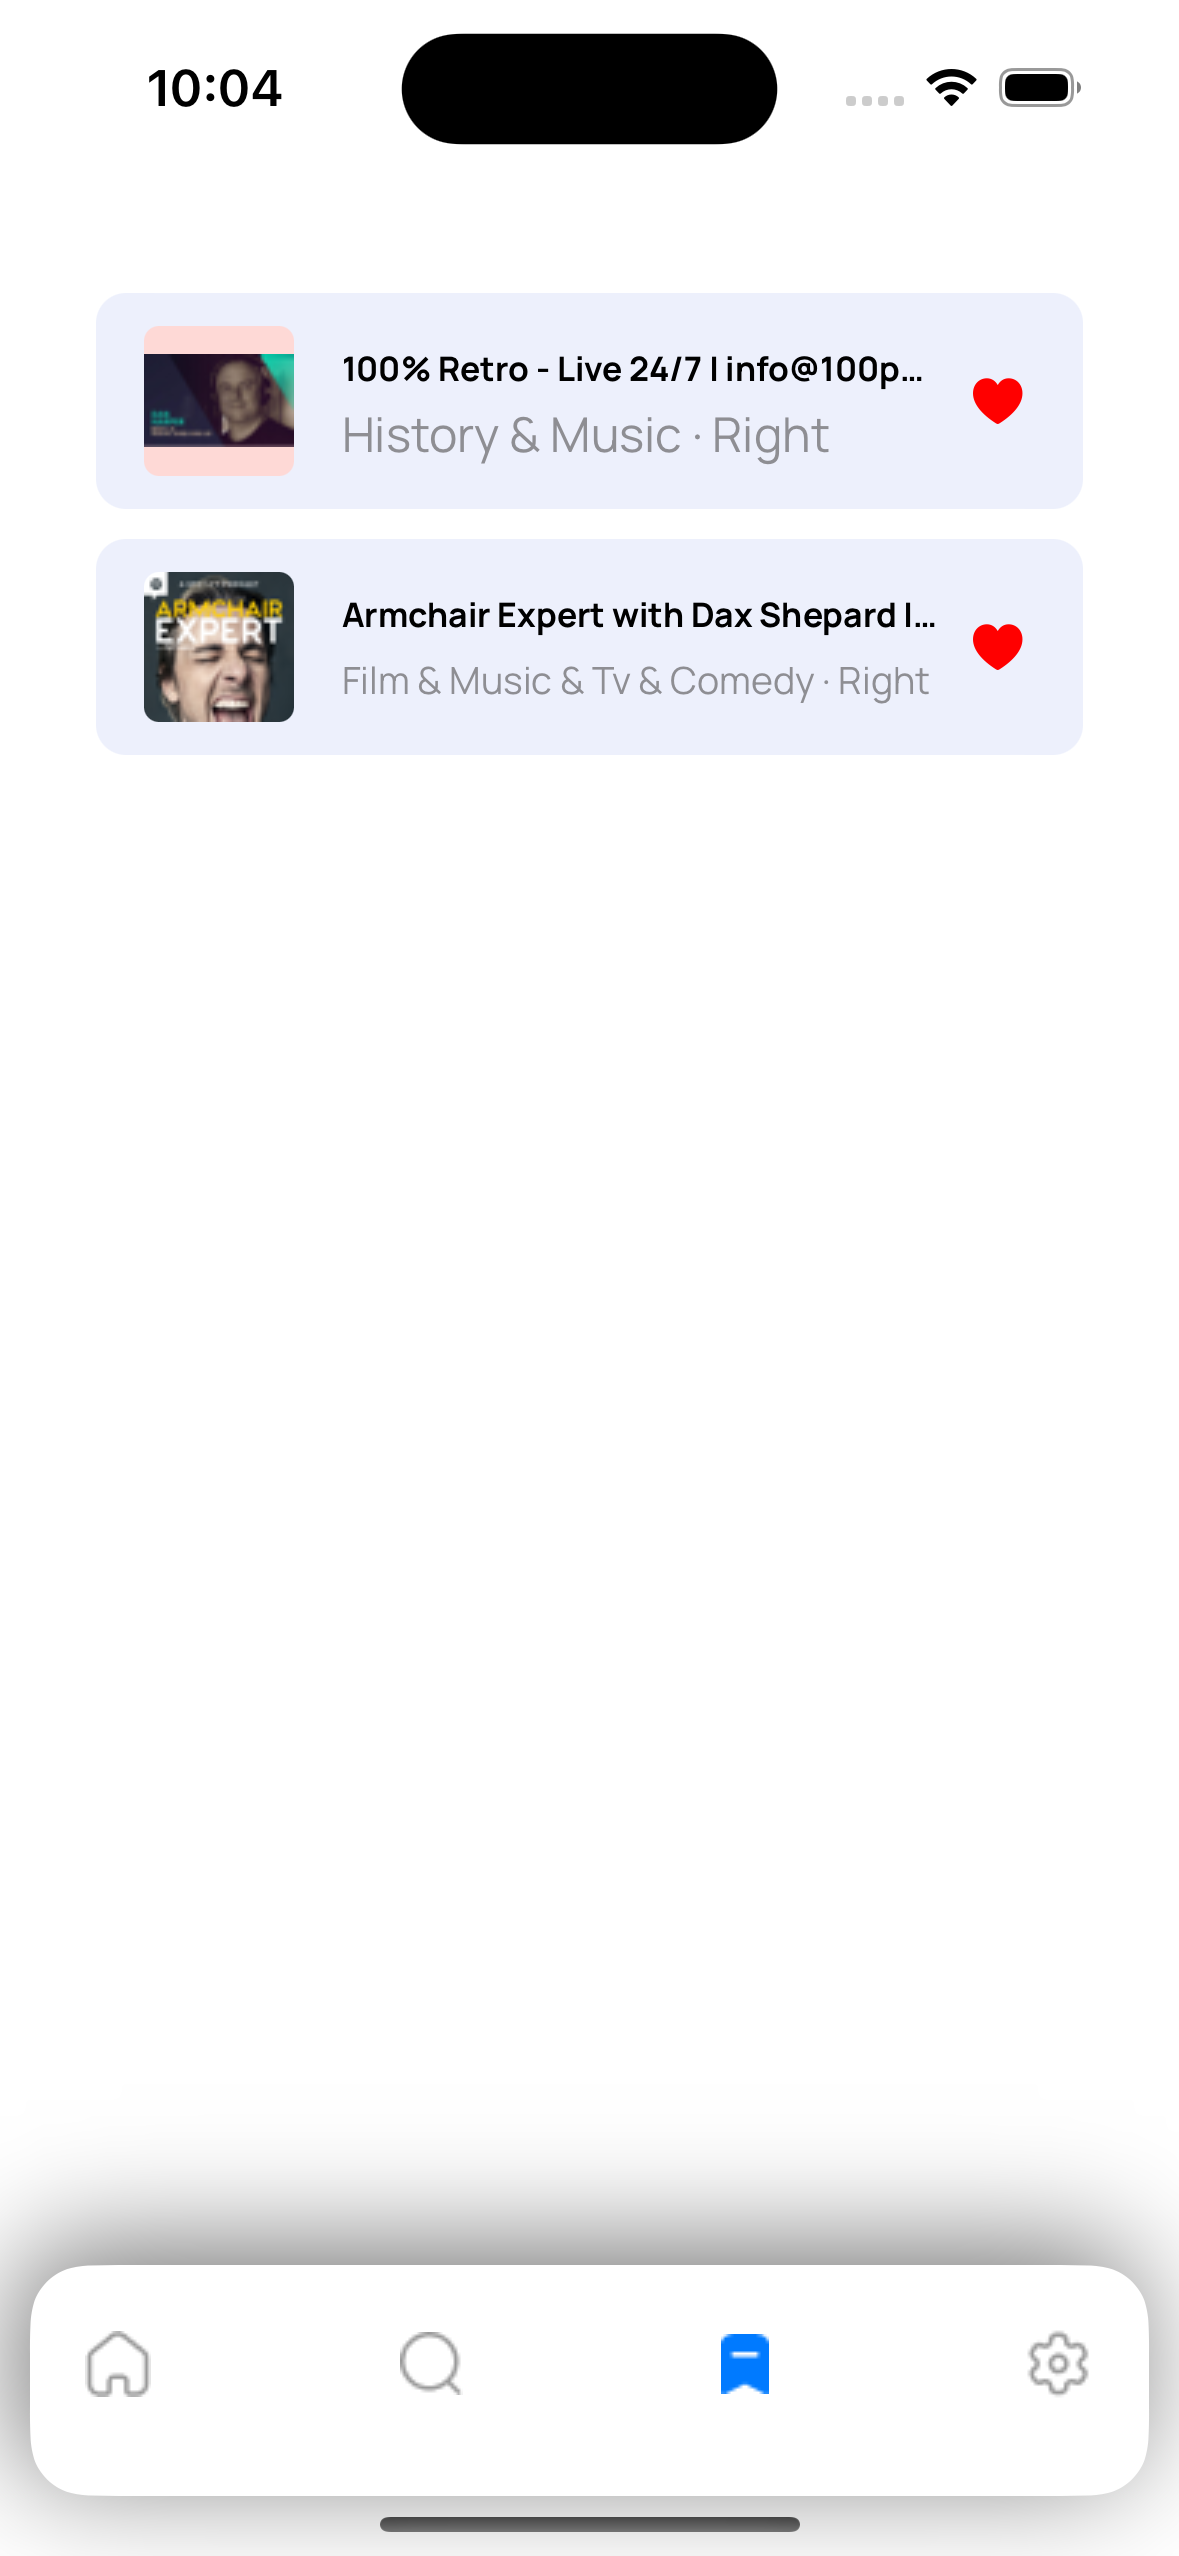 10:04
100% Retro - Live 24/7 | info@100p...
History & Music · Right
ARMCHAIR
EXPERT
Armchair Expert with Dax Shepard |...
Film & Music & Tv & Comedy · Right